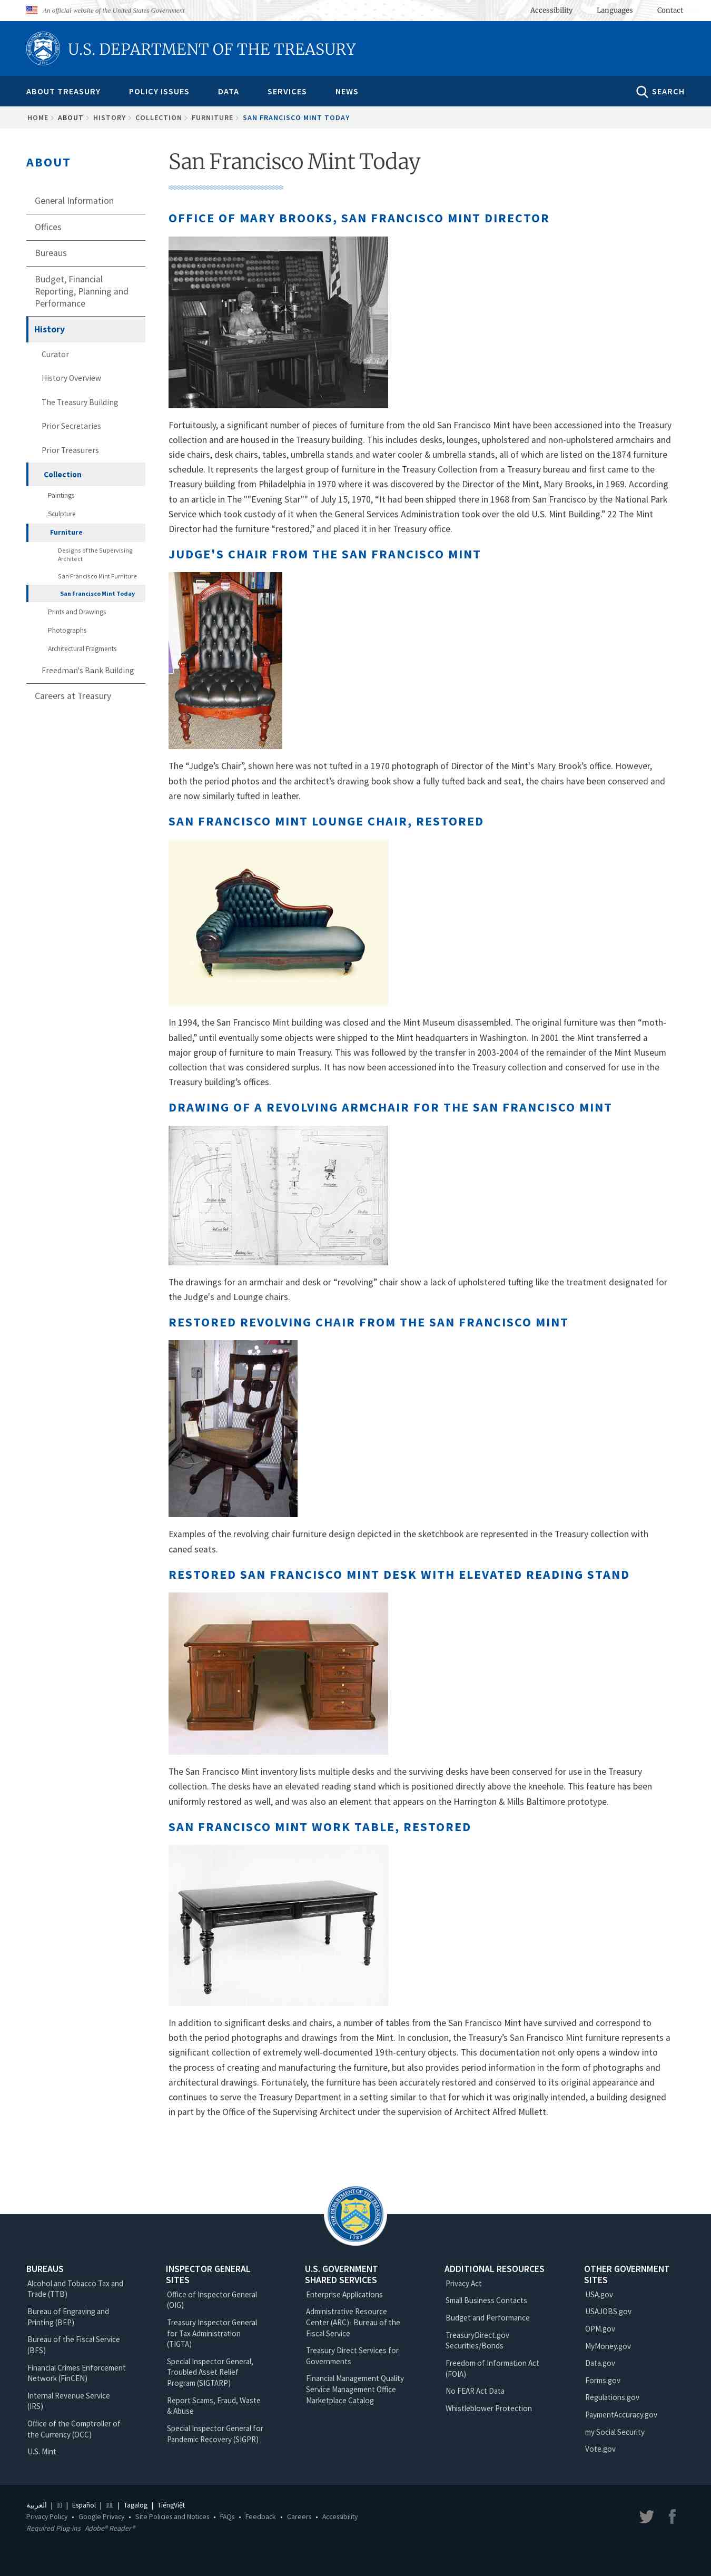 An official website of the United States Government
Accessibility Languages Contact
U.S. DEPARTMENT OF THE TREASURY
ABOUT TREASURY POLICY ISSUES DATA SERVICES NEWS SEARCH
HOME ABOUT HISTORY COLLECTION FURNITURE SAN FRANCISCO MINT TODAY
ABOUT
General Information
Offices
Bureaus
Budget, Financial
Reporting, Planning and
Performance
History
Curator
History Overview
The Treasury Building
Prior Secretaries
Prior Treasurers
Collection
Paintings
Sculpture
Furniture
Designs of the Supervising
Architect
San Francisco Mint Furniture
San Francisco Mint Today
Prints and Drawings
Photographs
Architectural Fragments
Freedman's Bank Building
Careers at Treasury
San Francisco Mint Today
OFFICE OF MARY BROOKS, SAN FRANCISCO MINT DIRECTOR
Fortuitously, a significant number of pieces of furniture from the old San Francisco Mint have been accessioned into the Treasury
collection and are housed in the Treasury building. This includes desks, lounges, upholstered and non-upholstered armchairs and
side chairs, desk chairs, tables, umbrella stands and water cooler & umbrella stands, all of which are listed on the 1874 furniture
schedule. It represents the largest group of furniture in the Treasury Collection from a Treasury bureau and first came to the
Treasury building from Philadelphia in 1970 where it was discovered by the Director of the Mint, Mary Brooks, in 1969. According
to an article in The ""Evening Star"" of July 15, 1970, “It had been shipped there in 1968 from San Francisco by the National Park
Service which took custody of it when the General Services Administration took over the old U.S. Mint Building.” 22 The Mint
Director had the furniture “restored,” and placed it in her Treasury office.
JUDGE'S CHAIR FROM THE SAN FRANCISCO MINT
The “Judge’s Chair”, shown here was not tufted in a 1970 photograph of Director of the Mint's Mary Brook’s office. However,
both the period photos and the architect’s drawing book show a fully tufted back and seat, the chairs have been conserved and
are now similarly tufted in leather.
SAN FRANCISCO MINT LOUNGE CHAIR, RESTORED
In 1994, the San Francisco Mint building was closed and the Mint Museum disassembled. The original furniture was then “moth-
balled,” until eventually some objects were shipped to the Mint headquarters in Washington. In 2001 the Mint transferred a
major group of furniture to main Treasury. This was followed by the transfer in 2003-2004 of the remainder of the Mint Museum
collection that was considered surplus. It has now been accessioned into the Treasury collection and conserved for use in the
Treasury building’s offices.
DRAWING OF A REVOLVING ARMCHAIR FOR THE SAN FRANCISCO MINT
The drawings for an armchair and desk or “revolving” chair show a lack of upholstered tufting like the treatment designated for
the Judge's and Lounge chairs.
RESTORED REVOLVING CHAIR FROM THE SAN FRANCISCO MINT
Examples of the revolving chair furniture design depicted in the sketchbook are represented in the Treasury collection with
caned seats.
RESTORED SAN FRANCISCO MINT DESK WITH ELEVATED READING STAND
The San Francisco Mint inventory lists multiple desks and the surviving desks have been conserved for use in the Treasury
collection. The desks have an elevated reading stand which is positioned directly above the kneehole. This feature has been
uniformly restored as well, and was also an element that appears on the Harrington & Mills Baltimore prototype.
SAN FRANCISCO MINT WORK TABLE, RESTORED
In addition to significant desks and chairs, a number of tables from the San Francisco Mint have survived and correspond to
both the period photographs and drawings from the Mint. In conclusion, the Treasury’s San Francisco Mint furniture represents a
significant collection of extremely well-documented 19th-century objects. This documentation not only opens a window into
the process of creating and manufacturing the furniture, but also provides period information in the form of photographs and
architectural drawings. Fortunately, the furniture has been accurately restored and conserved to its original appearance and
continues to serve the Treasury Department in a setting similar to that for which it was originally intended, a building designed
in part by the Office of the Supervising Architect under the supervision of Architect Alfred Mullett.
THE DEPARTMENT OF THE TREASURY
1789
BUREAUS
Alcohol and Tobacco Tax and
Trade (TTB)
Bureau of Engraving and
Printing (BEP)
Bureau of the Fiscal Service
(BFS)
Financial Crimes Enforcement
Network (FinCEN)
Internal Revenue Service
(IRS)
Office of the Comptroller of
the Currency (OCC)
U.S. Mint
INSPECTOR GENERAL
SITES
Office of Inspector General
(OIG)
Treasury Inspector General
for Tax Administration
(TIGTA)
Special Inspector General,
Troubled Asset Relief
Program (SIGTARP)
Report Scams, Fraud, Waste
& Abuse
Special Inspector General for
Pandemic Recovery (SIGPR)
U.S. GOVERNMENT
SHARED SERVICES
Enterprise Applications
Administrative Resource
Center (ARC)- Bureau of the
Fiscal Service
Treasury Direct Services for
Governments
Financial Management Quality
Service Management Office
Marketplace Catalog
ADDITIONAL RESOURCES
Privacy Act
Small Business Contacts
Budget and Performance
TreasuryDirect.gov
Securities/Bonds
Freedom of Information Act
(FOIA)
No FEAR Act Data
Whistleblower Protection
OTHER GOVERNMENT
SITES
USA.gov
USAJOBS.gov
OPM.gov
MyMoney.gov
Data.gov
Forms.gov
Regulations.gov
PaymentAccuracy.gov
my Social Security
Vote.gov
العربية | | Español | | Tagalog | TiếngViệt
Privacy Policy • Google Privacy • Site Policies and Notices • FAQs • Feedback • Careers • Accessibility
Required Plug-ins Adobe® Reader®